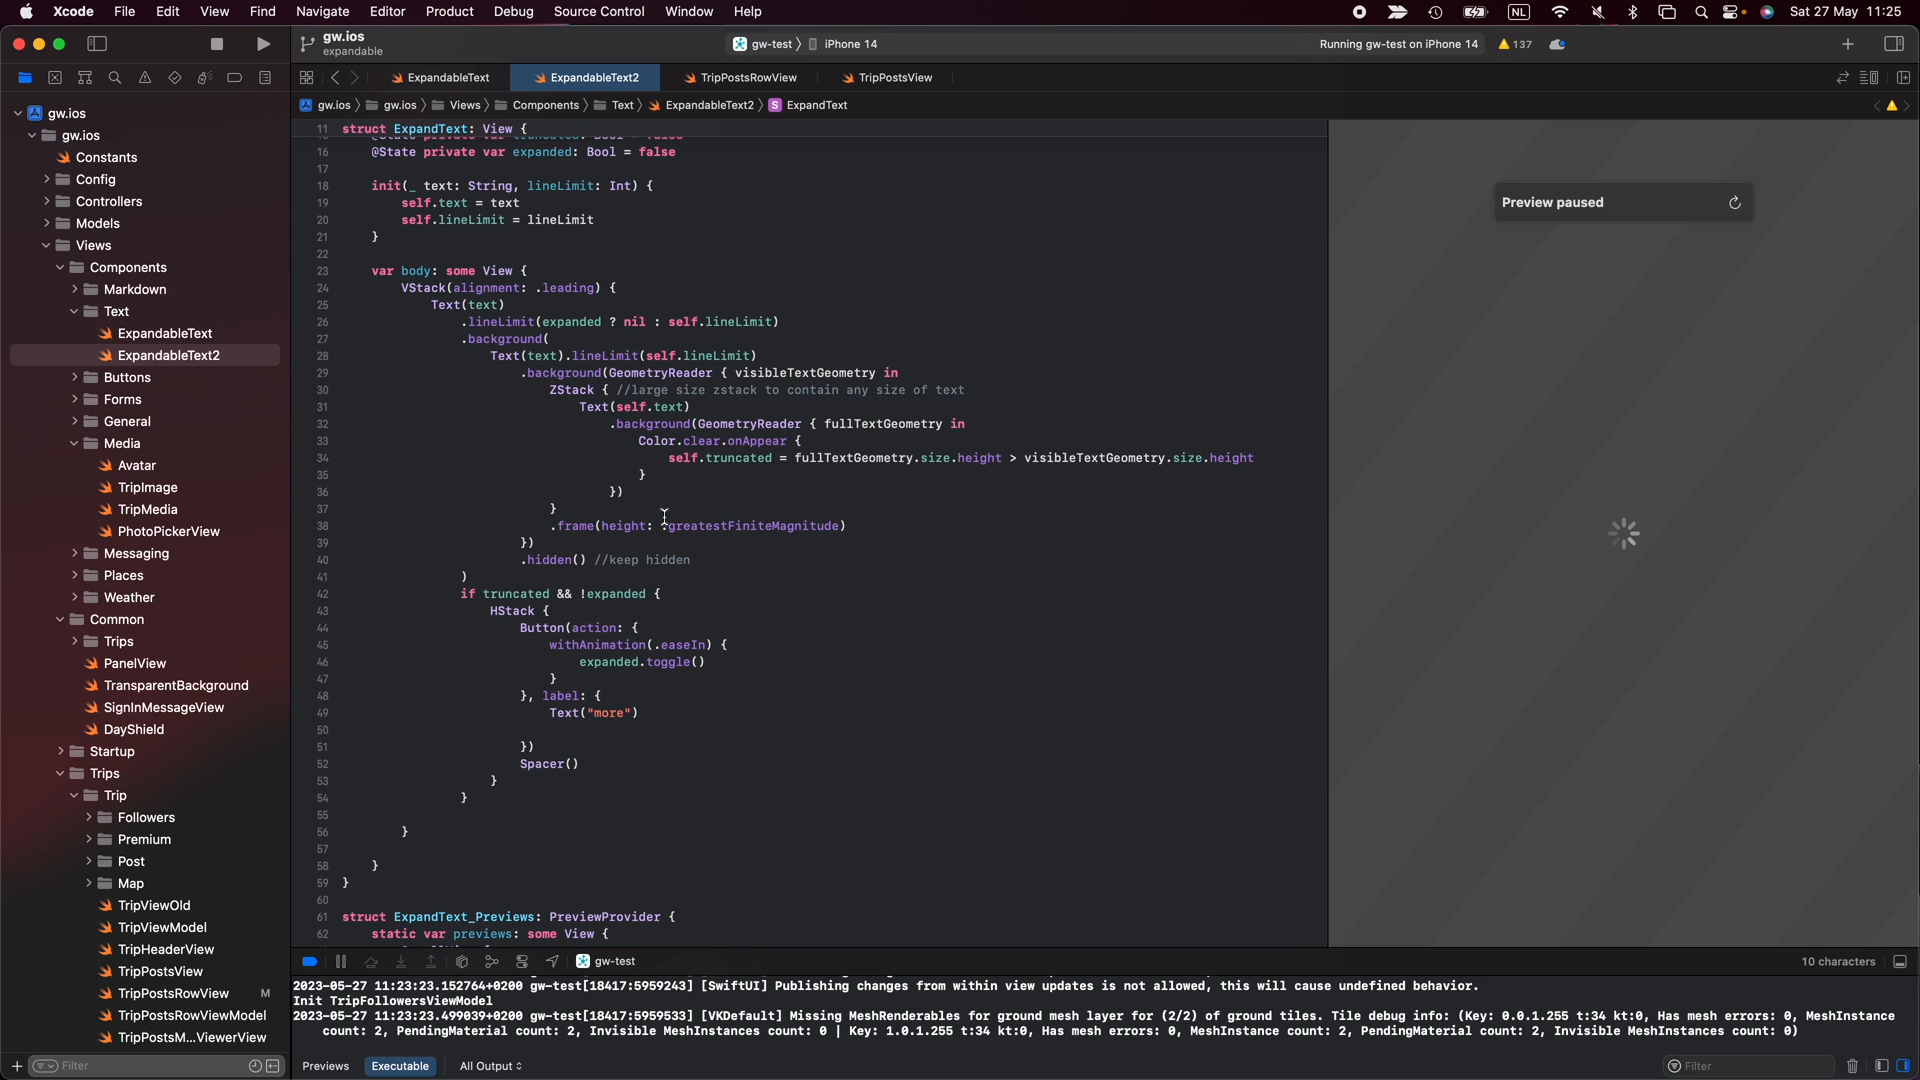 Xcode File Edit View Find Navigate Editor Product Debug Source Control Window Help NL Sat 27 May 11:25
gw.ios
expandable
gw-test 〉 iPhone 14
Running gw-test on iPhone 14
137
ExpandableText
ExpandableText2
TripPostsRowView
TripPostsView
gw.ios 〉 gw.ios 〉 Views 〉 Components 〉 Text 〉 ExpandableText2 〉 S ExpandText
gw.ios
gw.ios
Constants
Config
Controllers
Models
Views
Components
Markdown
Text
ExpandableText
ExpandableText2
Buttons
Forms
General
Media
Avatar
TripImage
TripMedia
PhotoPickerView
Messaging
Places
Weather
Common
Trips
PanelView
TransparentBackground
SignInMessageView
DayShield
Startup
Trips
Trip
Followers
Premium
Post
Map
TripViewOld
TripViewModel
TripHeaderView
TripPostsView
TripPostsRowView M
TripPostsRowViewModel
TripPostsM...ViewerView
Filter
11 struct ExpandText: View {
16 @State private var expanded: Bool = false
17
18 init(_ text: String, lineLimit: Int) {
19 self.text = text
20 self.lineLimit = lineLimit
21 }
22
23 var body: some View {
24 VStack(alignment: .leading) {
25 Text(text)
26 .lineLimit(expanded ? nil : self.lineLimit)
27 .background(
28 Text(text).lineLimit(self.lineLimit)
29 .background(GeometryReader { visibleTextGeometry in
30 ZStack { //large size zstack to contain any size of text
31 Text(self.text)
32 .background(GeometryReader { fullTextGeometry in
33 Color.clear.onAppear {
34 self.truncated = fullTextGeometry.size.height > visibleTextGeometry.size.height
35 }
36 })
37 }
38 .frame(height: .greatestFiniteMagnitude)
39 })
40 .hidden() //keep hidden
41 )
42 if truncated && !expanded {
43 HStack {
44 Button(action: {
45 withAnimation(.easeIn) {
46 expanded.toggle()
47 }
48 }, label: {
49 Text("more")
50
51 })
52 Spacer()
53 }
54 }
55
56 }
57
58 }
59 }
60
61 struct ExpandText_Previews: PreviewProvider {
62 static var previews: some View {
Preview paused
gw-test
10 characters
2023-05-27 11:23:23.152764+0200 gw-test[18417:5959243] [SwiftUI] Publishing changes from within view updates is not allowed, this will cause undefined behavior.
Init TripFollowersViewModel
2023-05-27 11:23:23.499039+0200 gw-test[18417:5959533] [VKDefault] Missing MeshRenderables for ground mesh layer for (2/2) of ground tiles. Tile debug info: (Key: 0.0.1.255 t:34 kt:0, Has mesh errors: 0, MeshInstance
count: 2, PendingMaterial count: 2, Invisible MeshInstances count: 0 | Key: 1.0.1.255 t:34 kt:0, Has mesh errors: 0, MeshInstance count: 2, PendingMaterial count: 2, Invisible MeshInstances count: 0)
Previews
Executable
All Output
Filter